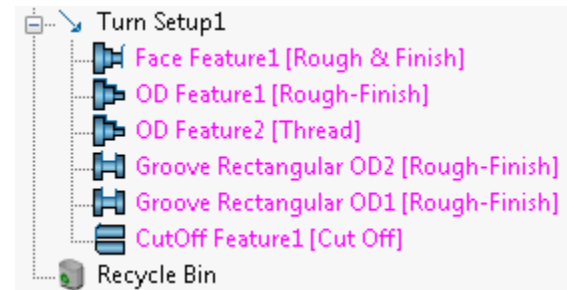 Turn Setup1
Face Feature1 [Rough & Finish]
OD Feature1 [Rough-Finish]
OD Feature2 [Thread]
Groove Rectangular OD2 [Rough-Finish]
Groove Rectangular OD1 [Rough-Finish]
CutOff Feature1 [Cut Off]
Recycle Bin